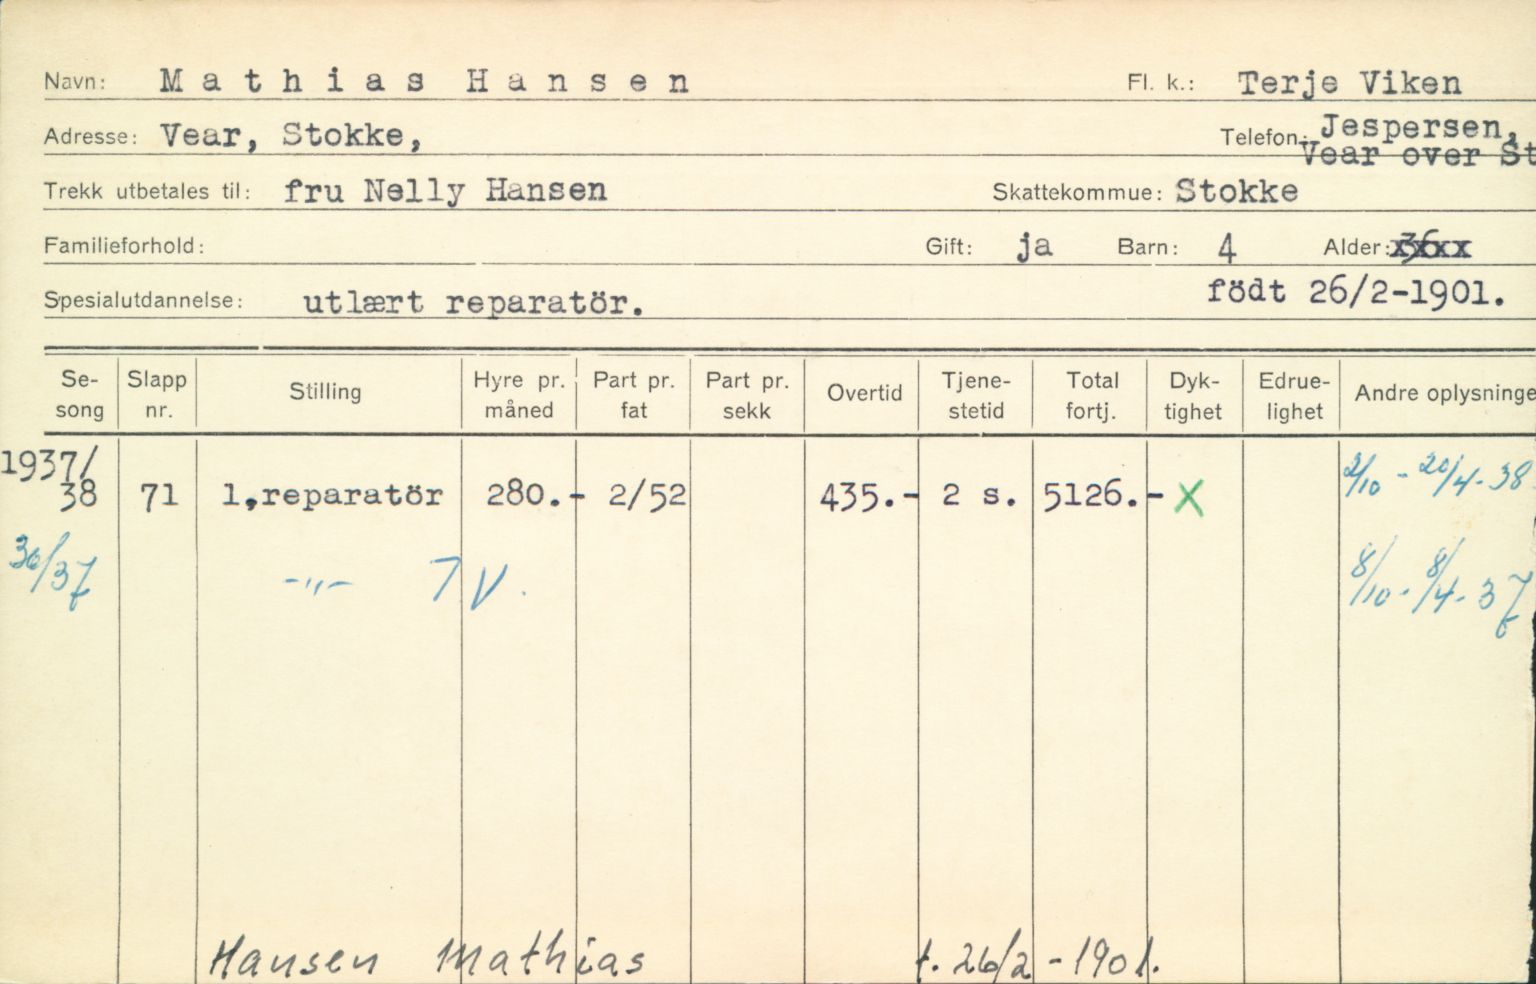 Navn: Mathias Hansen Fl. k.: Terje Viken
Adresse: Vear, Stokke, Telefon: Jespersen,
Vear over St
Trekk utbetales til: fru Nelly Hansen Skattekommue: Stokke
Familieforhold: Gift: ja Barn: 4 Alder:
Spesialutdannelse: utlært reparatör. födt 26/2-1901.
Se-song Slapp nr. Stilling Hyre pr. måned Part pr. fat Part pr. sekk Overtid Tjene-stetid Total fortj. Dyk-tighet Edrue-lighet Andre oplysninge
1937/38 71 1,reparatör 280.- 2/52 435.- 2 s. 5126.- X 2/10 - 20/4-38
36/37 -"- TV. 8/10 - 8/4-37
Hansen Mathias f. 26/2-1901.